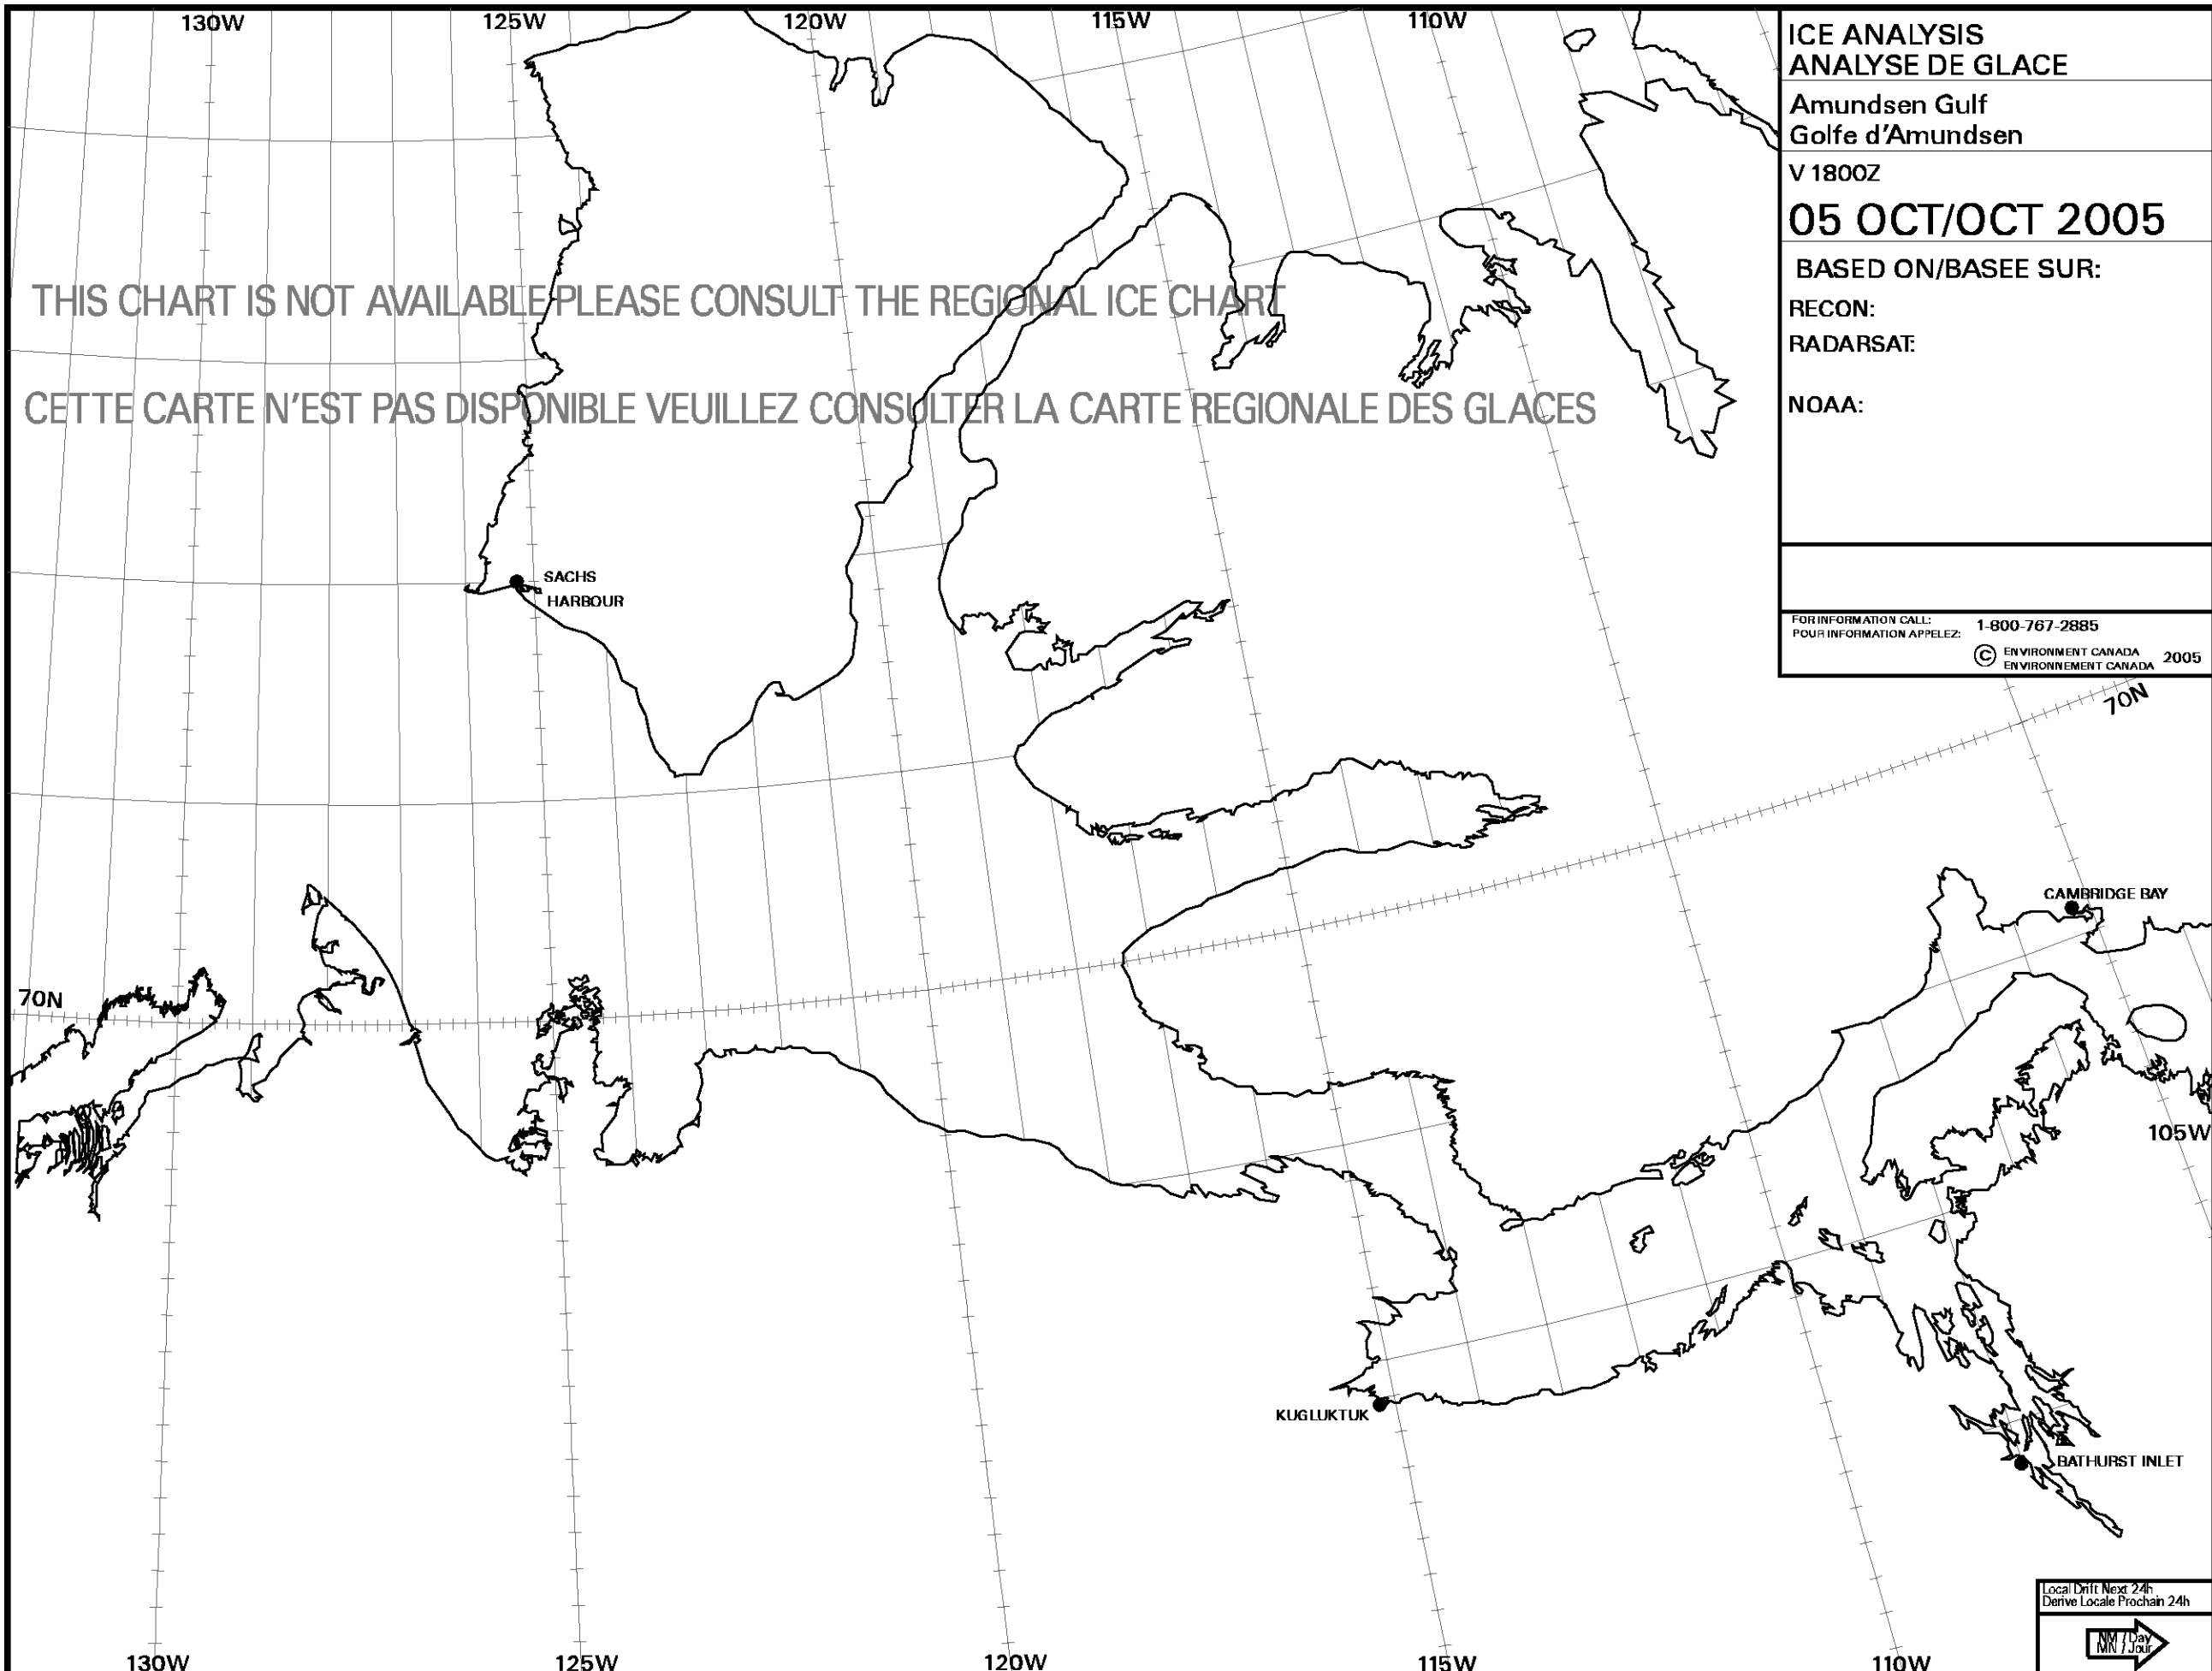 130W 125W 120W 115W 110W
ICE ANALYSIS
ANALYSE DE GLACE
Amundsen Gulf
Golfe d'Amundsen
V 1800Z
05 OCT/OCT 2005
BASED ON/BASEE SUR:
RECON:
RADARSAT:
NOAA:
THIS CHART IS NOT AVAILABLE PLEASE CONSULT THE REGIONAL ICE CHART
CETTE CARTE N'EST PAS DISPONIBLE VEUILLEZ CONSULTER LA CARTE REGIONALE DES GLACES
FOR INFORMATION CALL: 1-800-767-2885
POUR INFORMATION APPELEZ:
© ENVIRONMENT CANADA 2005
ENVIRONNEMENT CANADA
SACHS
HARBOUR
70N
CAMBRIDGE BAY
70N
105W
KUGLUKTUK
BATHURST INLET
Local Drift Next 24h
Derive Locale Prochain 24h
NM / Day
MN / Jour
130W 125W 120W 115W 110W